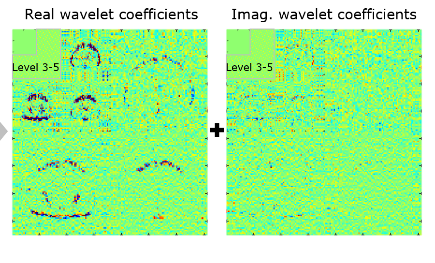 Real wavelet coefficients
Imag. wavelet coefficients
Level 3-5
Level 3-5